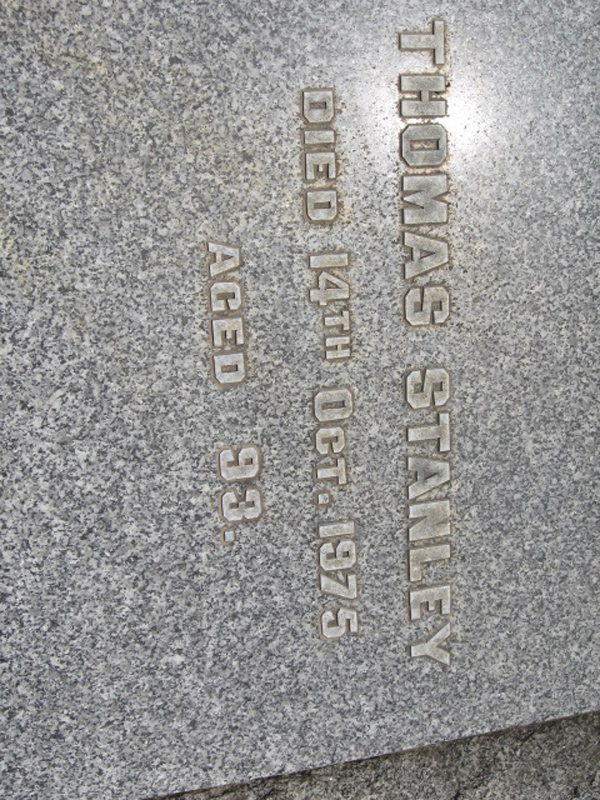 THOMAS STANLEY
DIED 14TH OCT. 1975
AGED 93.